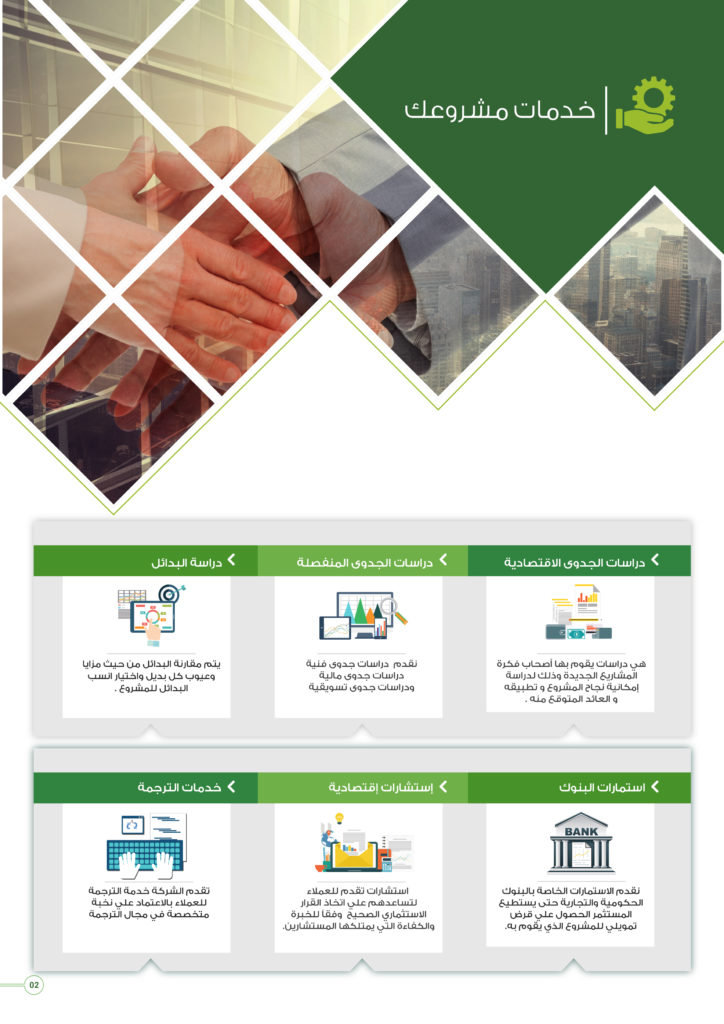 خدمات مشروعك
دراسات الجدوى الاقتصادية
هي دراسات يقوم بها أصحاب فكرة
المشاريع الجديدة وذلك لدراسة
إمكانية نجاح المشروع و تطبيقه
و العائد المتوقع منه .
دراسات الجدوى المنفصلة
نقدم دراسات جدوى فنية
دراسات جدوى مالية
ودراسات جدوى تسويقية
دراسة البدائل
يتم مقارنة البدائل من حيث مزايا
وعيوب كل بديل واختيار انسب
البدائل للمشروع .
استمارات البنوك
BANK
نقدم الاستمارات الخاصة بالبنوك
الحكومية والتجارية حتى يستطيع
المستثمر الحصول علي قرض
تمويلي للمشروع الذي يقوم به.
إستشارات إقتصادية
استشارات تقدم للعملاء
لتساعدهم علي اتخاذ القرار
الاستثماري الصحيح وفقاً للخبرة
والكفاءة التي يمتلكها المستشارين.
خدمات الترجمة
تقدم الشركة خدمة الترجمة
للعملاء بالاعتماد علي نخبة
متخصصة في مجال الترجمة
02